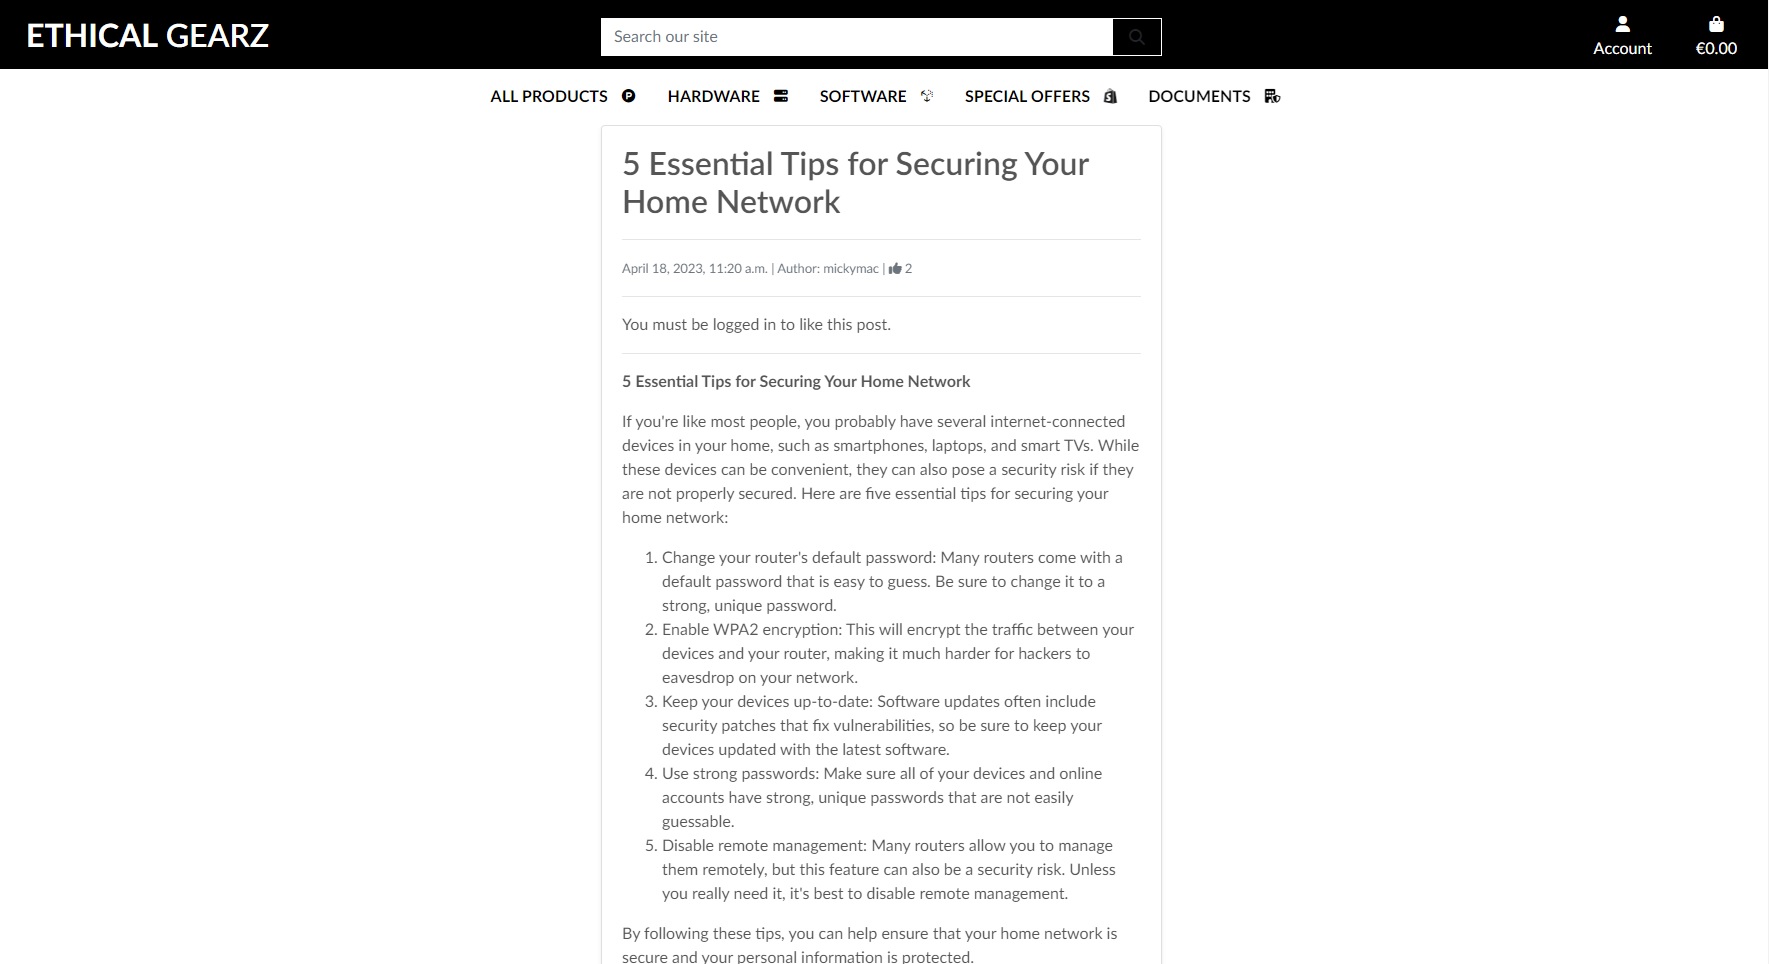 ETHICAL GEARZ
Search our site
Account
€0.00
ALL PRODUCTS
HARDWARE
SOFTWARE
SPECIAL OFFERS
DOCUMENTS
5 Essential Tips for Securing Your
Home Network
April 18, 2023, 11:20 a.m. | Author: mickymac | 2
You must be logged in to like this post.
5 Essential Tips for Securing Your Home Network
If you're like most people, you probably have several internet-connected
devices in your home, such as smartphones, laptops, and smart TVs. While
these devices can be convenient, they can also pose a security risk if they
are not properly secured. Here are five essential tips for securing your
home network:
1. Change your router's default password: Many routers come with a
default password that is easy to guess. Be sure to change it to a
strong, unique password.
2. Enable WPA2 encryption: This will encrypt the traffic between your
devices and your router, making it much harder for hackers to
eavesdrop on your network.
3. Keep your devices up-to-date: Software updates often include
security patches that fix vulnerabilities, so be sure to keep your
devices updated with the latest software.
4. Use strong passwords: Make sure all of your devices and online
accounts have strong, unique passwords that are not easily
guessable.
5. Disable remote management: Many routers allow you to manage
them remotely, but this feature can also be a security risk. Unless
you really need it, it's best to disable remote management.
By following these tips, you can help ensure that your home network is
secure and your personal information is protected.